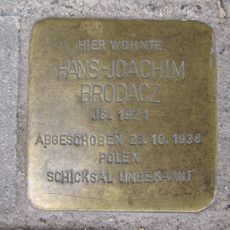 HIER WOHNTE
HANS-JOACHIM
BRODACZ
JG. 1921
ABGESCHOBEN 28.10.1938
POLEN
SCHICKSAL UNBEKANNT